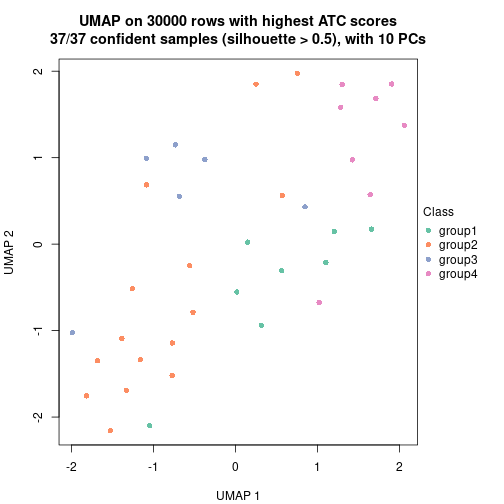 UMAP on 30000 rows with highest ATC scores
37/37 confident samples (silhouette > 0.5), with 10 PCs
2
1
0
-1
-2
UMAP 2
-2 -1 0 1 2
UMAP 1
Class
group1
group2
group3
group4